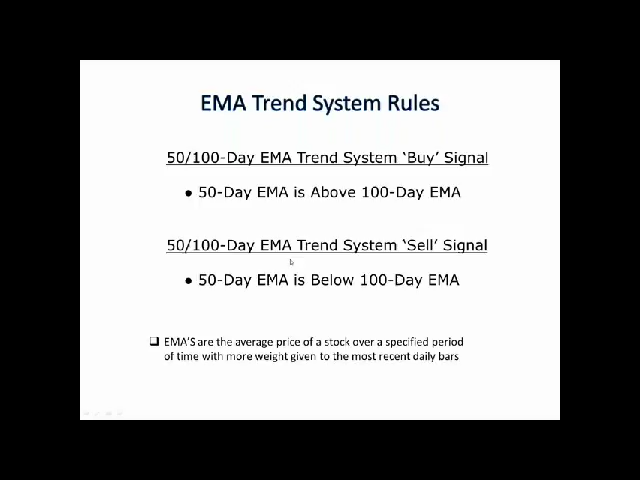 EMA Trend System Rules
50/100-Day EMA Trend System ‘Buy’ Signal
● 50-Day EMA is Above 100-Day EMA
50/100-Day EMA Trend System ‘Sell’ Signal
● 50-Day EMA is Below 100-Day EMA
❑ EMA'S are the average price of a stock over a specified period
of time with more weight given to the most recent daily bars